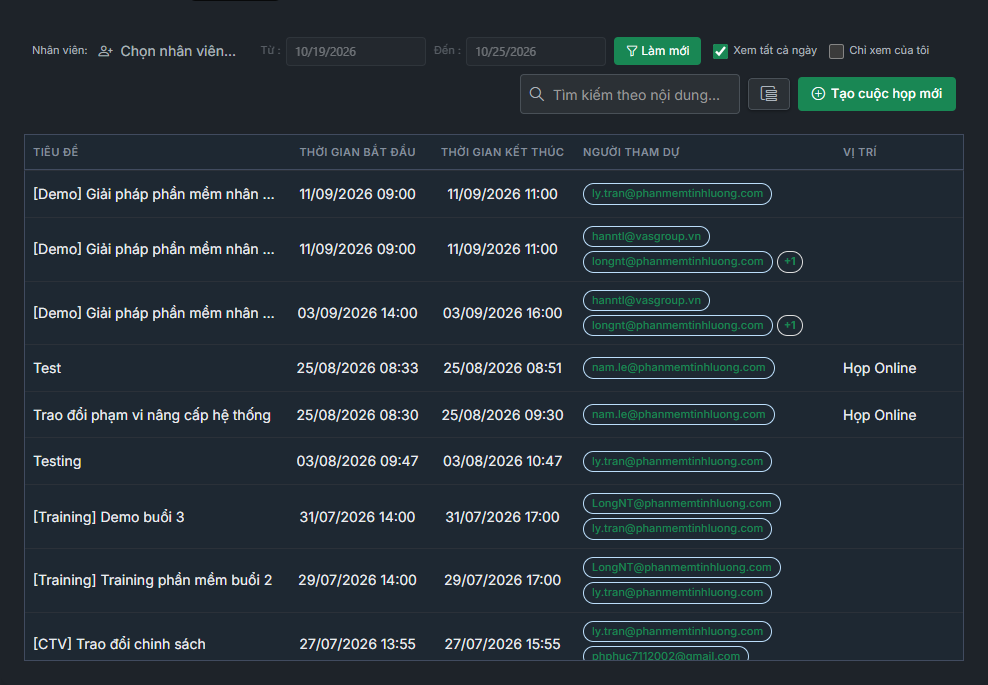 Nhân viên: Chọn nhân viên... Từ : 10/19/2026 Đến : 10/25/2026 Làm mới Xem tất cả ngày Chỉ xem của tôi
Tìm kiếm theo nội dung... Tạo cuộc họp mới
TIÊU ĐỀ THỜI GIAN BẮT ĐẦU THỜI GIAN KẾT THÚC NGƯỜI THAM DỰ VỊ TRÍ
[Demo] Giải pháp phần mềm nhân ... 11/09/2026 09:00 11/09/2026 11:00 ly.tran@phanmemtinhluong.com
[Demo] Giải pháp phần mềm nhân ... 11/09/2026 09:00 11/09/2026 11:00 hanntl@vasgroup.vn
longnt@phanmemtinhluong.com +1
[Demo] Giải pháp phần mềm nhân ... 03/09/2026 14:00 03/09/2026 16:00 hanntl@vasgroup.vn
longnt@phanmemtinhluong.com +1
Test 25/08/2026 08:33 25/08/2026 08:51 nam.le@phanmemtinhluong.com Họp Online
Trao đổi phạm vi nâng cấp hệ thống 25/08/2026 08:30 25/08/2026 09:30 nam.le@phanmemtinhluong.com Họp Online
Testing 03/08/2026 09:47 03/08/2026 10:47 ly.tran@phanmemtinhluong.com
[Training] Demo buổi 3 31/07/2026 14:00 31/07/2026 17:00 LongNT@phanmemtinhluong.com
ly.tran@phanmemtinhluong.com
[Training] Training phần mềm buổi 2 29/07/2026 14:00 29/07/2026 17:00 LongNT@phanmemtinhluong.com
ly.tran@phanmemtinhluong.com
[CTV] Trao đổi chính sách 27/07/2026 13:55 27/07/2026 15:55 ly.tran@phanmemtinhluong.com
phphuc7112002@gmail.com